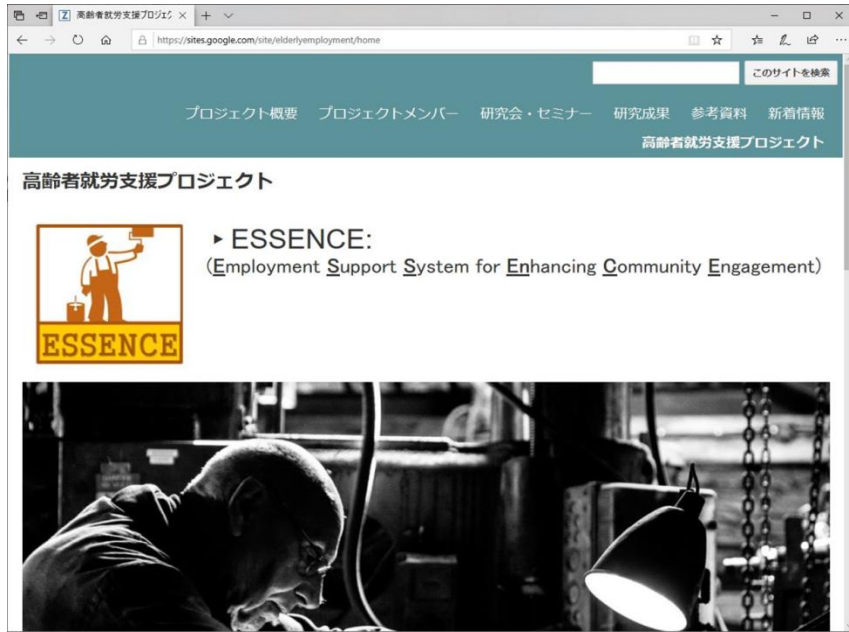 高齢者就労支援プロジェク
https://sites.google.com/site/elderlyemployment/home
このサイトを検索
プロジェクト概要 プロジェクトメンバー 研究会・セミナー 研究成果 参考資料 新着情報
高齢者就労支援プロジェクト
高齢者就労支援プロジェクト
▸ ESSENCE:
(Employment Support System for Enhancing Community Engagement)
ESSENCE